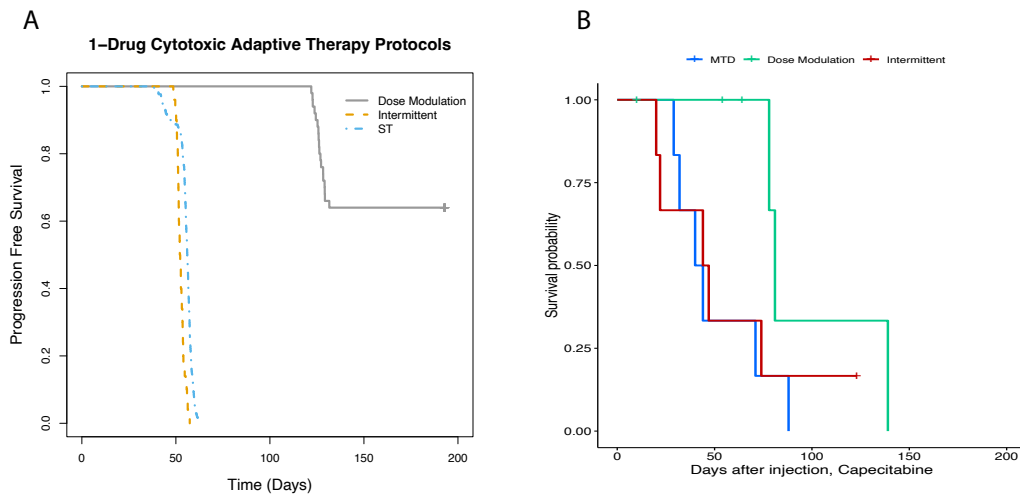 A
1–Drug Cytotoxic Adaptive Therapy Protocols
Dose Modulation
Intermittent
ST
Progression Free Survival
1.0
0.8
0.6
0.4
0.2
0.0
0 50 100 150 200
Time (Days)
B
MTD Dose Modulation Intermittent
Survival probability
1.00
0.75
0.50
0.25
0.00
0 50 100 150 200
Days after injection, Capecitabine